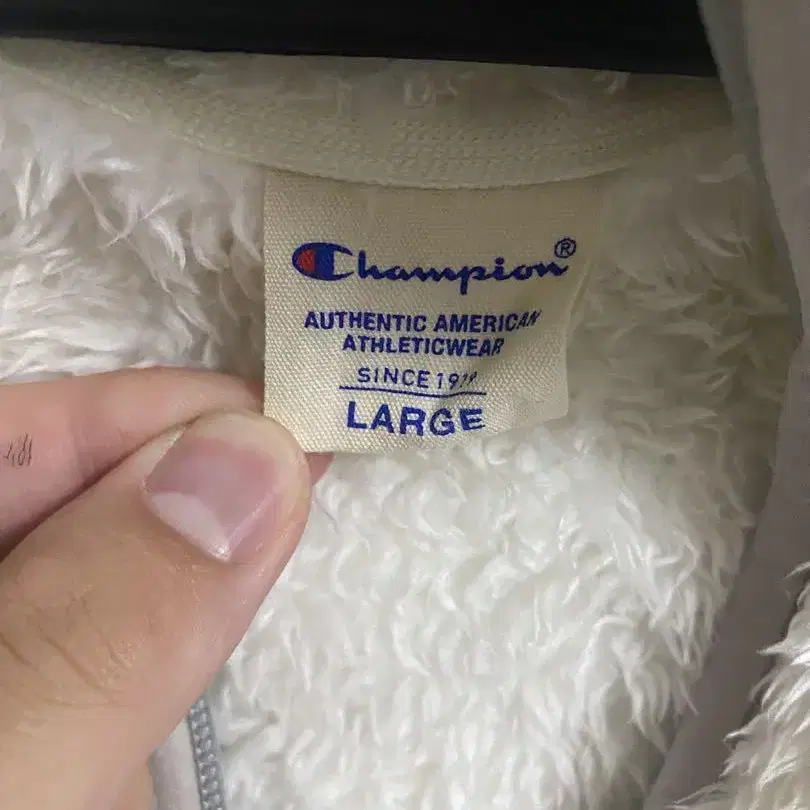 Champion®
AUTHENTIC AMERICAN
ATHLETICWEAR
SINCE 1919
LARGE